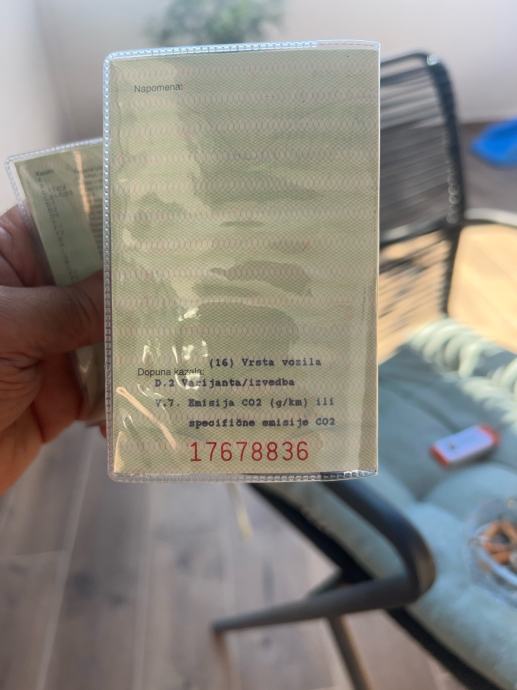 Napomena:
(16) Vrsta vozila
Dopuna kazala:
D.2 Varijanta/izvedba
V.7. Emisija CO2 (g/km) ili
specifične emisije CO2
17678836